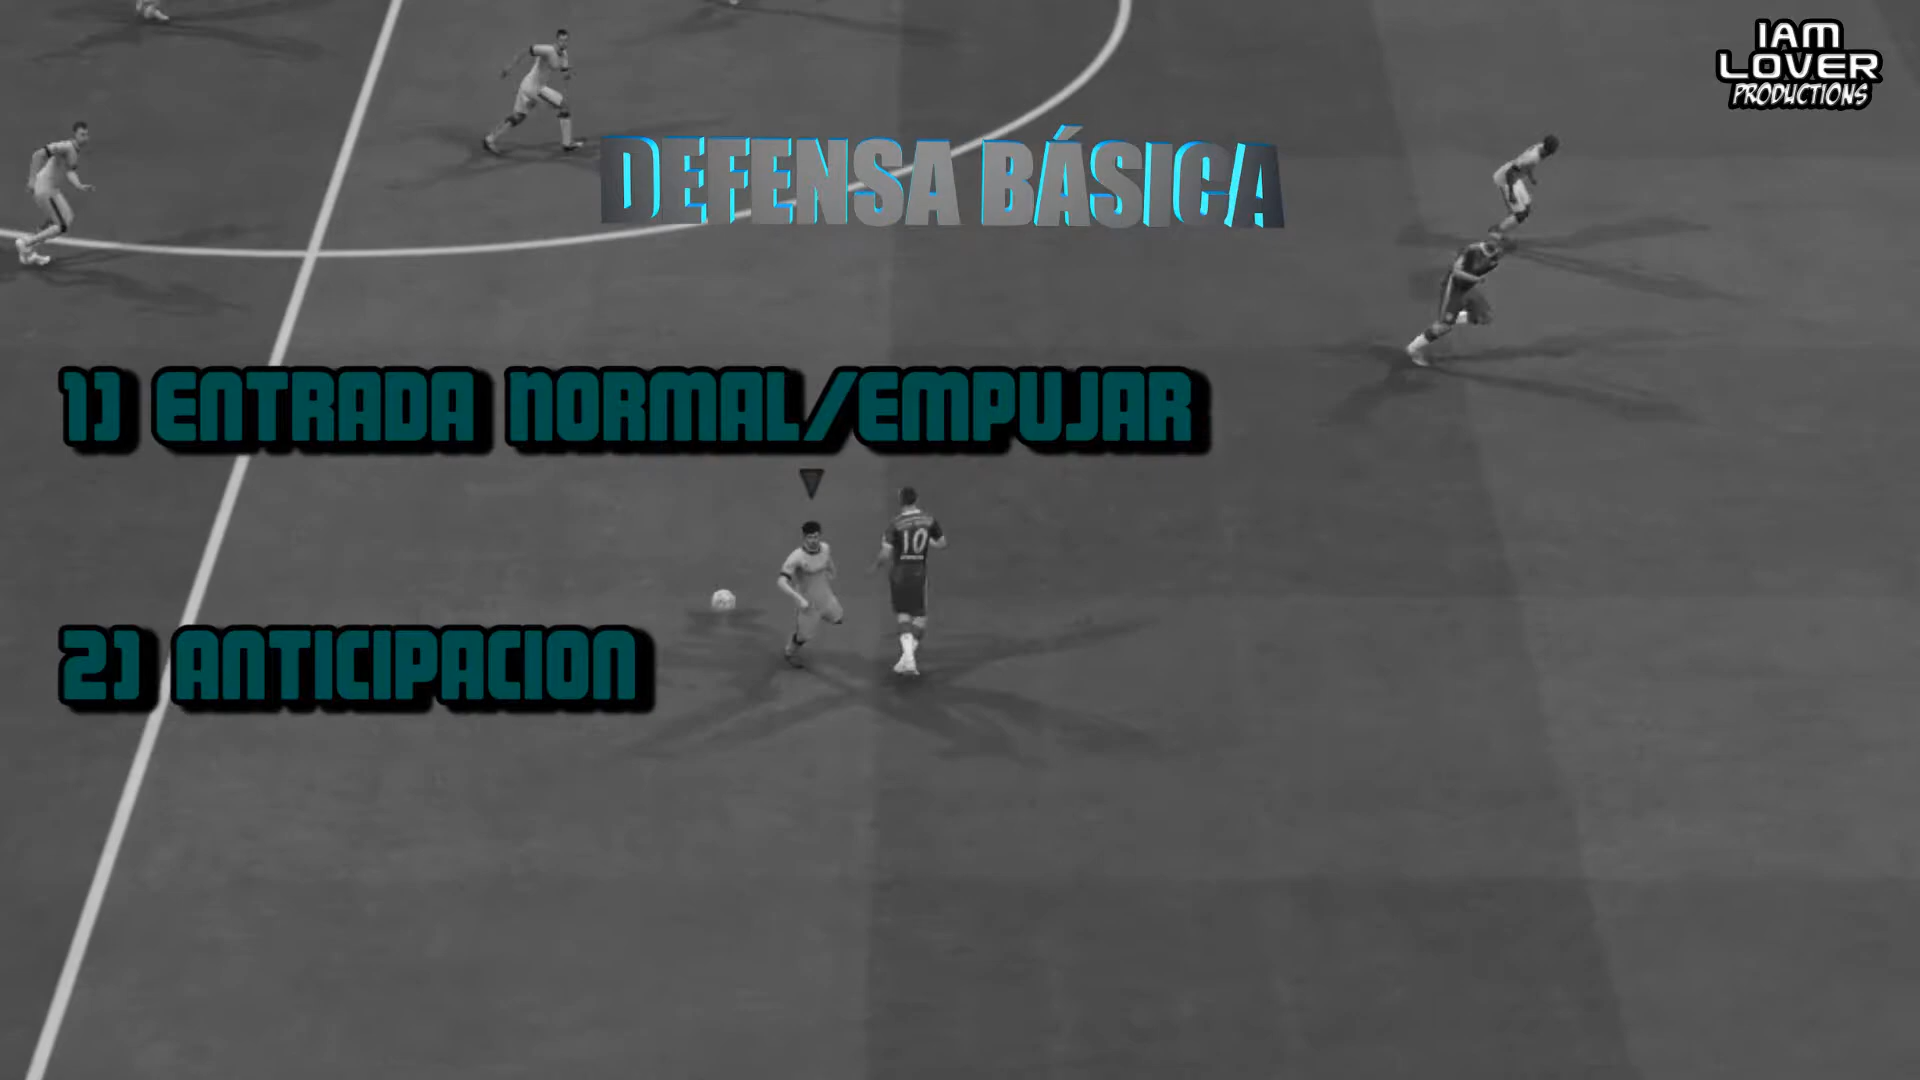 IAM
LOVER
PRODUCTIONS
DEFENSA BÁSICA
1) ENTRADA NORMAL/EMPUJAR
10
2) ANTICIPACION